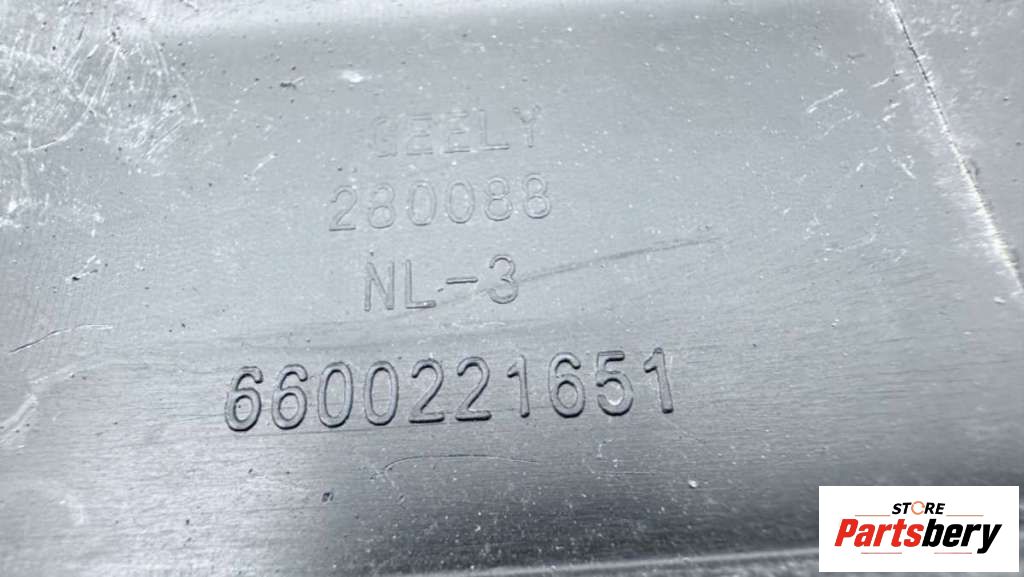 GEELY
280088
NL-3
6600221651
STORE
Partsbery